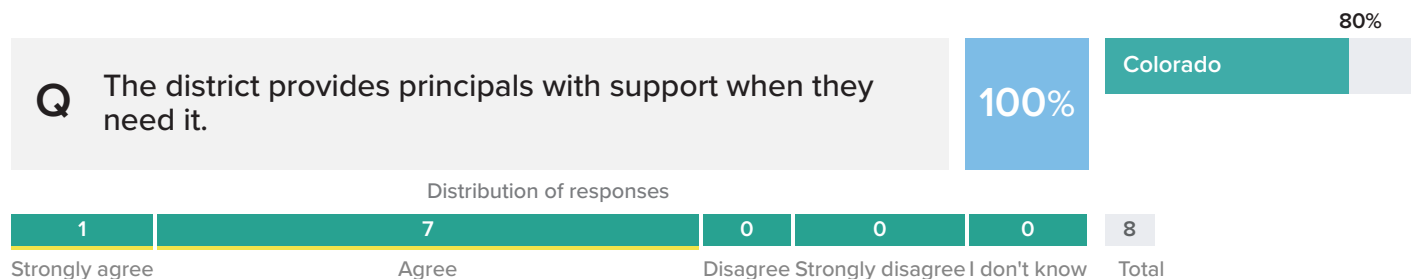 80%
Q
The district provides principals with support when they
need it.
100%
Colorado
Distribution of responses
1 7 0 0 0 8
Strongly agree Agree Disagree Strongly disagree I don't know Total